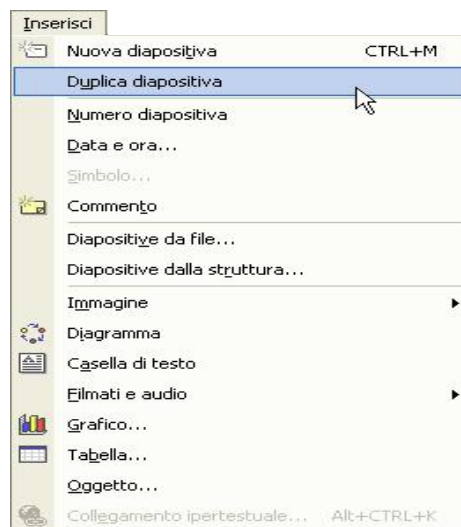 Inserisci
Nuova diapositiva CTRL+M
Duplica diapositiva
Numero diapositiva
Data e ora...
Simbolo...
Commento
Diapositive da file...
Diapositive dalla struttura...
Immagine
Diagramma
Casella di testo
Filmati e audio
Grafico...
Tabella...
Oggetto...
Collegamento ipertestuale... Alt+CTRL+K